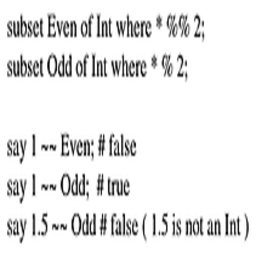 subset Even of Int where * %% 2;
subset Odd of Int where * % 2;
say 1 ~~ Even; # false
say 1 ~~ Odd; # true
say 1.5 ~~ Odd # false ( 1.5 is not an Int )